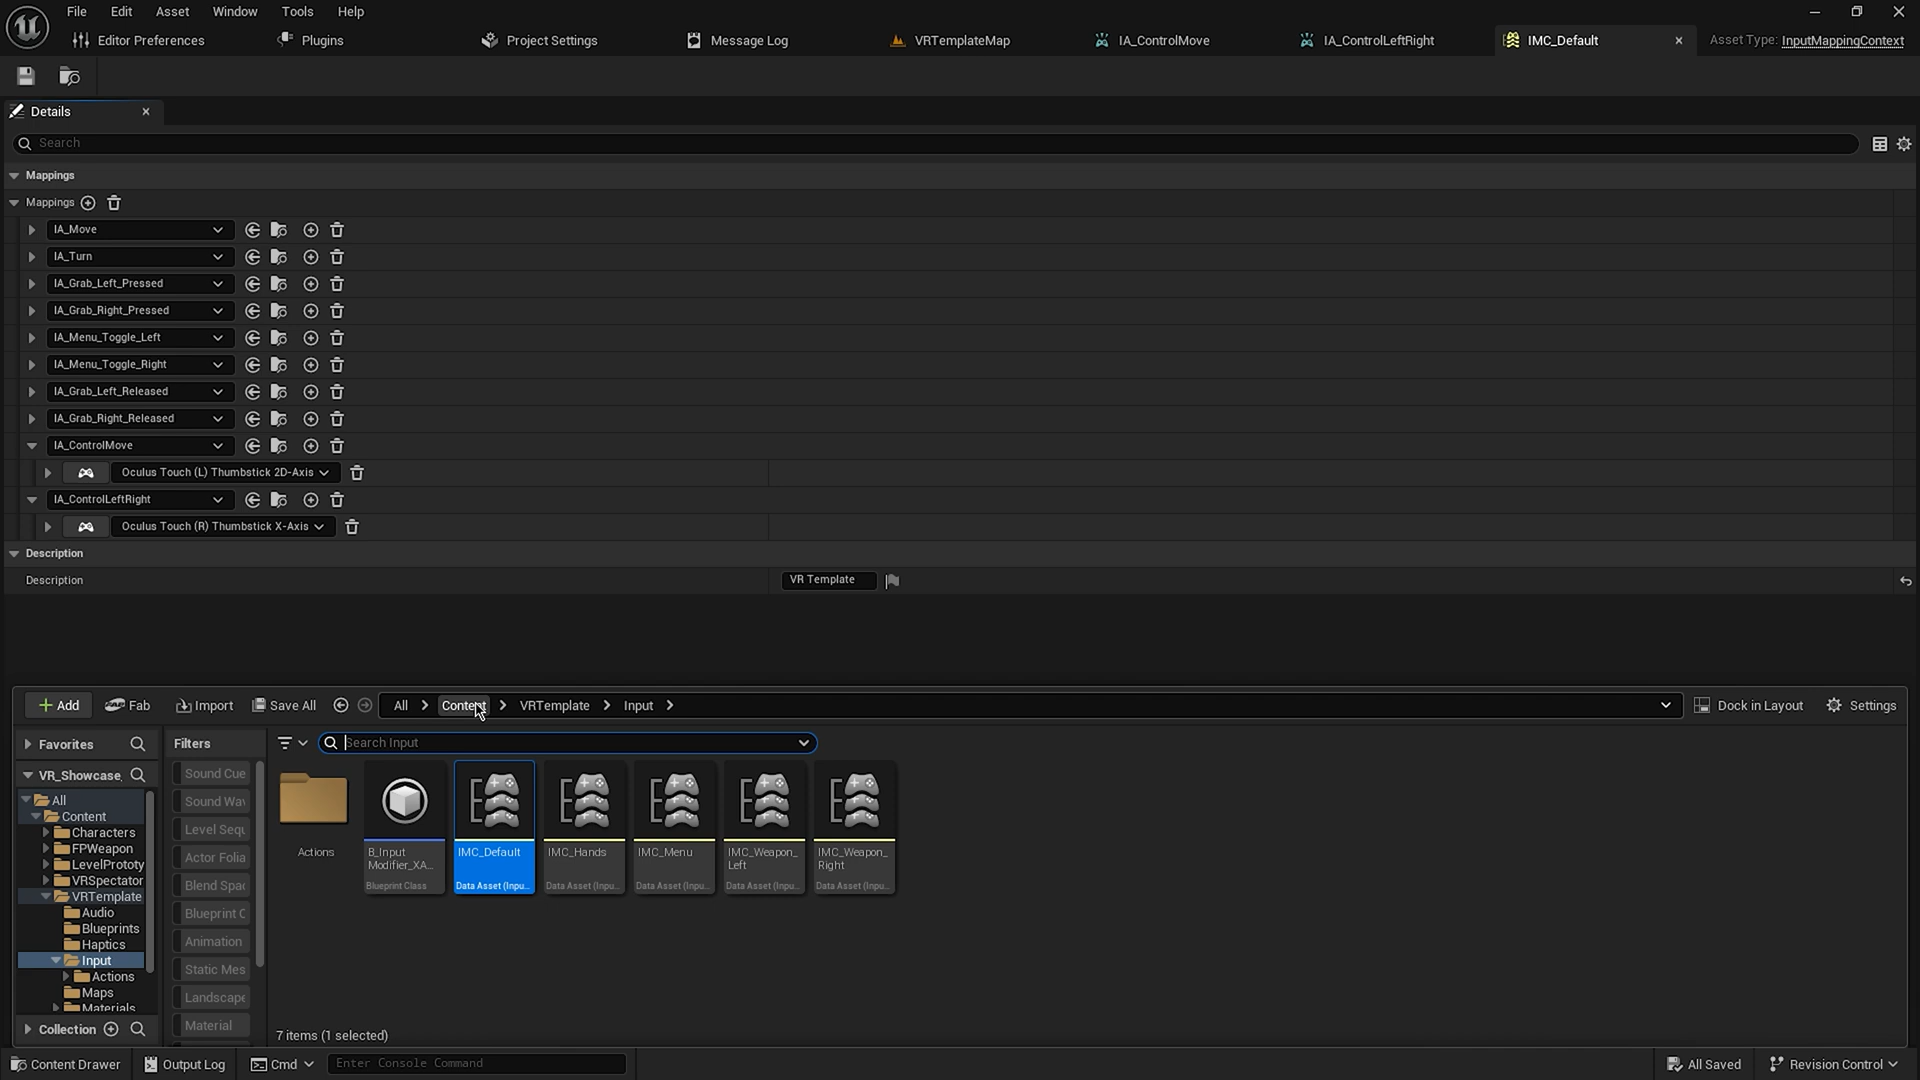 File Edit Asset Window Tools Help
Editor Preferences Plugins Project Settings Message Log VRTemplateMap IA_ControlMove IA_ControlLeftRight IMC_Default Asset Type: InputMappingContext
Details
Search
Mappings
Mappings
IA_Move
IA_Turn
IA_Grab_Left_Pressed
IA_Grab_Right_Pressed
IA_Menu_Toggle_Left
IA_Menu_Toggle_Right
IA_Grab_Left_Released
IA_Grab_Right_Released
IA_ControlMove
Oculus Touch (L) Thumbstick 2D-Axis
IA_ControlLeftRight
Oculus Touch (R) Thumbstick X-Axis
Description
Description VR Template
Add Fab Import Save All All Content VRTemplate Input Dock in Layout Settings
Favorites
VR_Showcase
All
Content
Characters
FPWeapon
LevelPrototy
VRSpectator
VRTemplate
Audio
Blueprints
Haptics
Input
Actions
Maps
Materials
Collection
Filters
Sound Cue
Sound Wav
Level Sequ
Actor Folia
Blend Spac
Blueprint C
Animation
Static Mes
Landscape
Material
Search Input
Actions
B_Input
Modifier_XA...
Blueprint Class
IMC_Default
Data Asset (Inpu...
IMC_Hands
Data Asset (Inpu...
IMC_Menu
Data Asset (Inpu...
IMC_Weapon_
Left
Data Asset (Inpu...
IMC_Weapon_
Right
Data Asset (Inpu...
7 items (1 selected)
Content Drawer Output Log Cmd Enter Console Command All Saved Revision Control